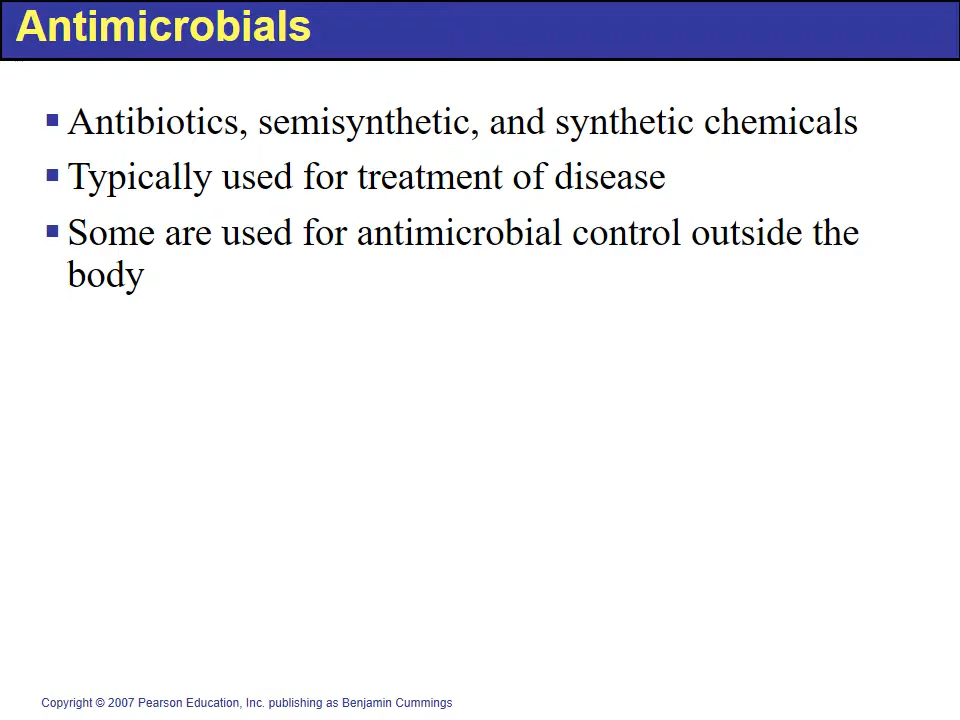 Antimicrobials
▪ Antibiotics, semisynthetic, and synthetic chemicals
▪ Typically used for treatment of disease
▪ Some are used for antimicrobial control outside the
body
Copyright © 2007 Pearson Education, Inc. publishing as Benjamin Cummings